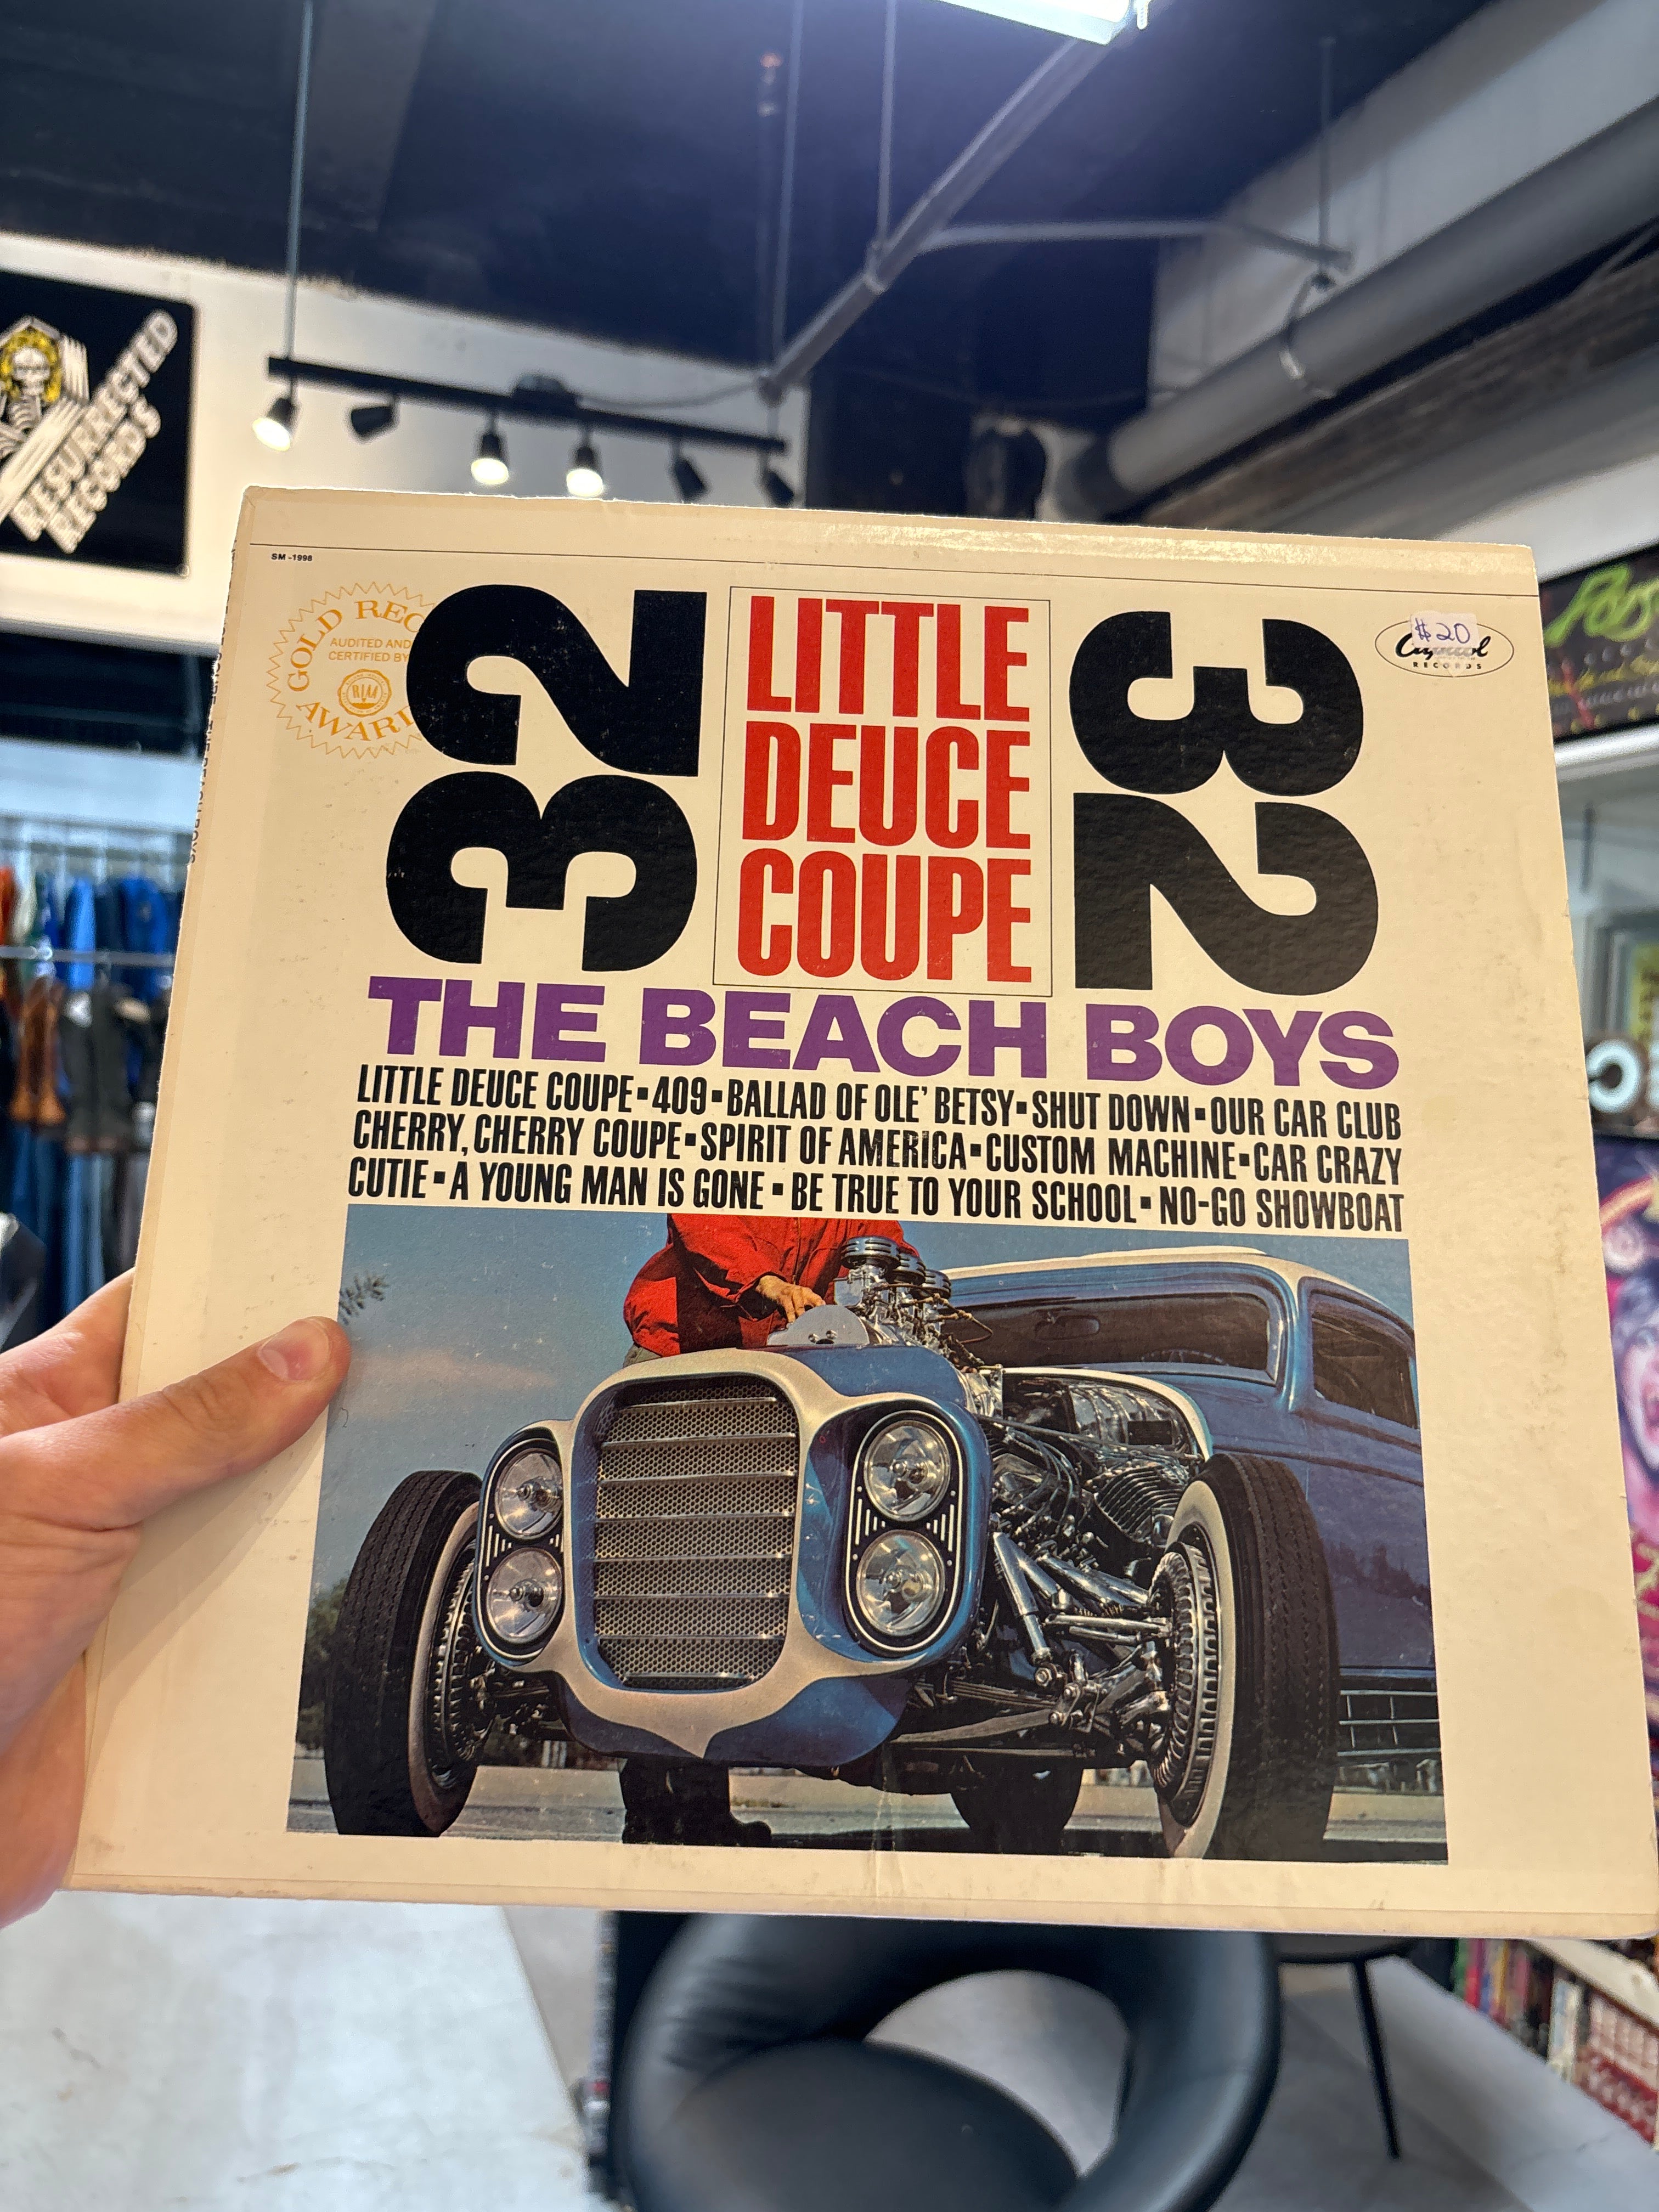 RESURRECTED
RECORDS
SM-1998
GOLD REC
AUDITED AND
CERTIFIED BY
RIAA
AWAR
32
LITTLE
DEUCE
COUPE
32
$20
Capitol
RECORDS
THE BEACH BOYS
LITTLE DEUCE COUPE▪409▪BALLAD OF OLE' BETSY▪SHUT DOWN▪OUR CAR CLUB
CHERRY, CHERRY COUPE▪SPIRIT OF AMERICA▪CUSTOM MACHINE▪CAR CRAZY
CUTIE▪A YOUNG MAN IS GONE▪BE TRUE TO YOUR SCHOOL▪NO-GO SHOWBOAT